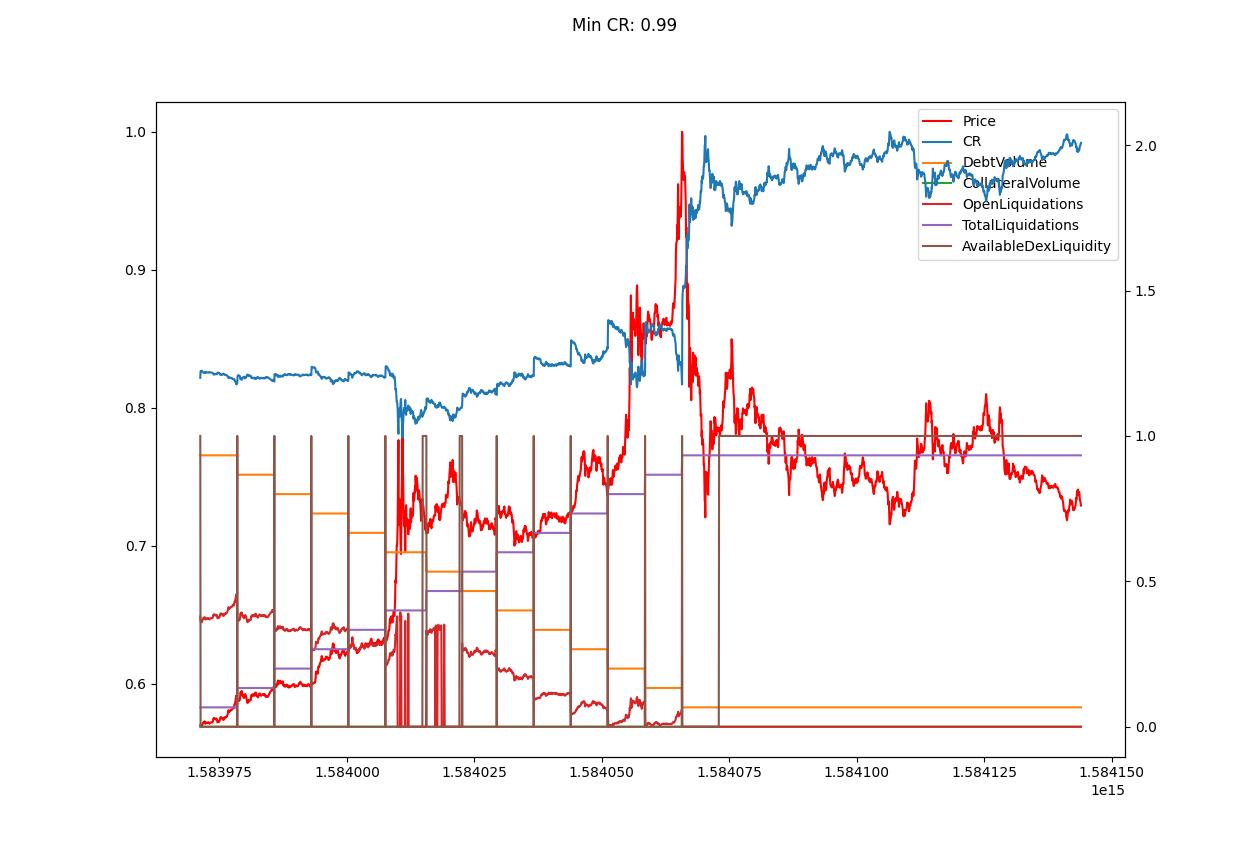 Min CR: 0.99
1.0
0.9
0.8
0.7
0.6
2.0
1.5
1.0
0.5
0.0
Price
CR
DebtVolume
CollateralVolume
OpenLiquidations
TotalLiquidations
AvailableDexLiquidity
1.583975 1.584000 1.584025 1.584050 1.584075 1.584100 1.584125 1.584150
1e15